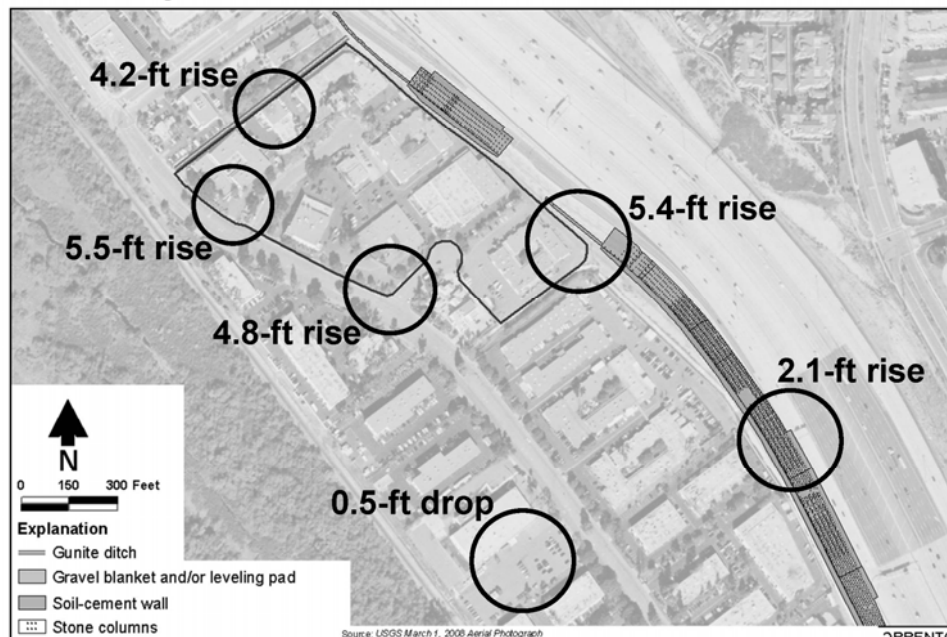 4.2-ft rise
5.5-ft rise
5.4-ft rise
4.8-ft rise
2.1-ft rise
0.5-ft drop
N
0 150 300 Feet
Explanation
Gunite ditch
Gravel blanket and/or leveling pad
Soil-cement wall
Stone columns
Source: USGS March 1, 2008 Aerial Photograph